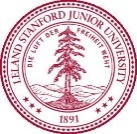 LELAND STANFORD JUNIOR UNIVERSITY
DIE LUFT DER FREIHEIT WEHT
1891